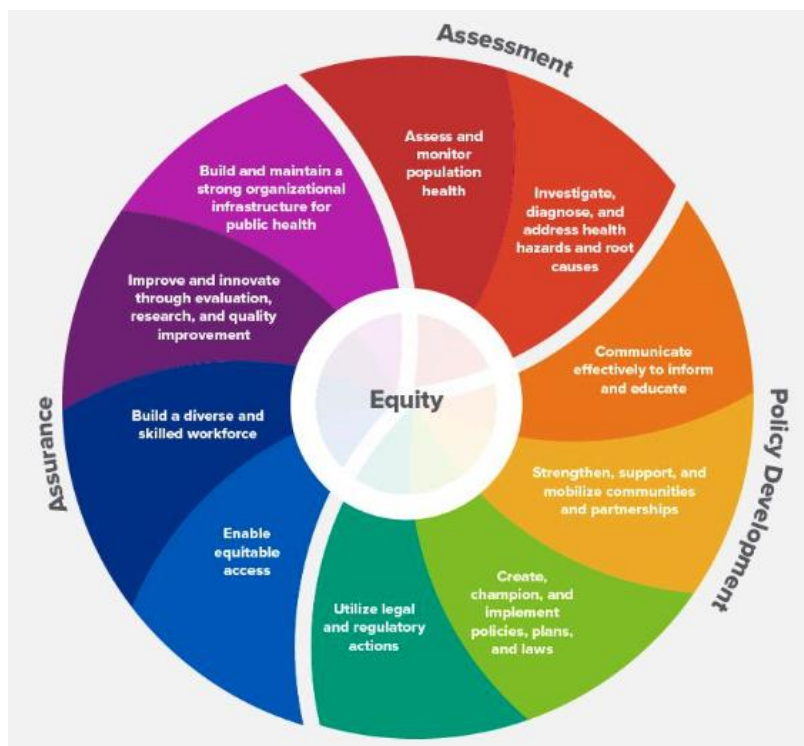 Assessment
Assess and
monitor
population
health
Investigate,
diagnose, and
address health
hazards and root
causes
Policy Development
Communicate
effectively to inform
and educate
Strengthen, support, and
mobilize communities
and partnerships
Create,
champion, and
implement
policies, plans,
and laws
Utilize legal
and regulatory
actions
Assurance
Enable
equitable
access
Build a diverse and
skilled workforce
Improve and innovate
through evaluation,
research, and quality
improvement
Build and maintain a
strong organizational
infrastructure for
public health
Equity